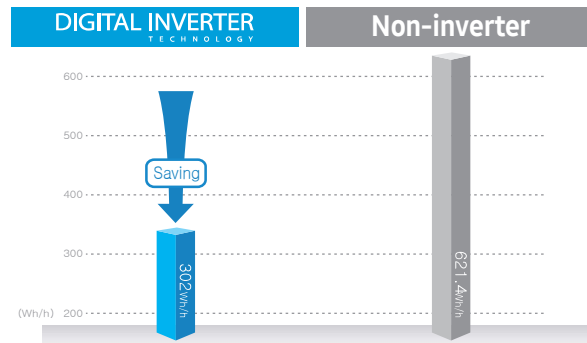 DIGITAL INVERTER
TECHNOLOGY
Non-inverter
600
500
Saving
400
300
302Wh/h
621.4Wh/h
(Wh/h) 200